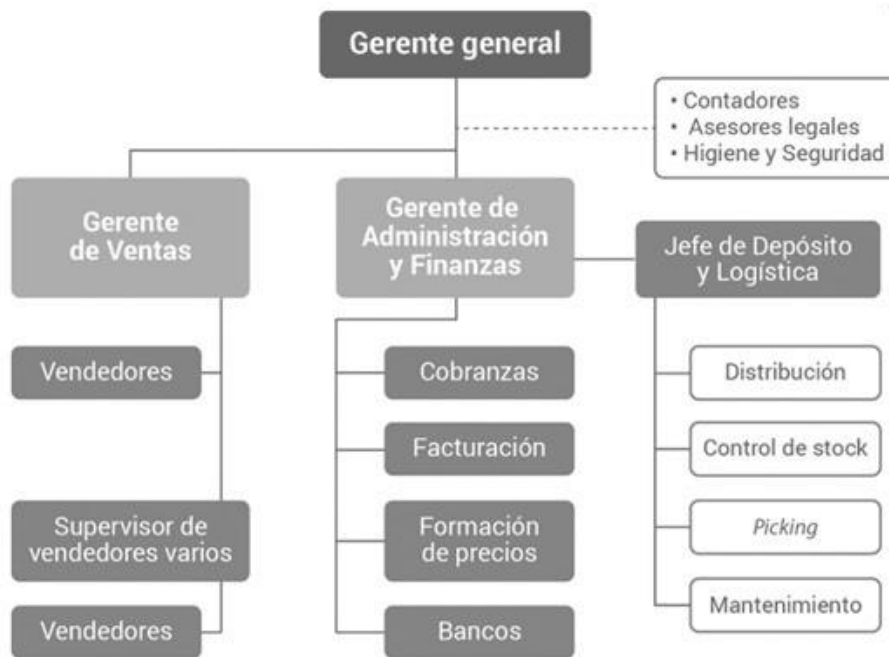 Gerente general
• Contadores
• Asesores legales
• Higiene y Seguridad
Gerente
de Ventas
Gerente de
Administración
y Finanzas
Jefe de Depósito
y Logística
Vendedores
Supervisor de
vendedores varios
Vendedores
Cobranzas
Facturación
Formación
de precios
Bancos
Distribución
Control de stock
Picking
Mantenimiento